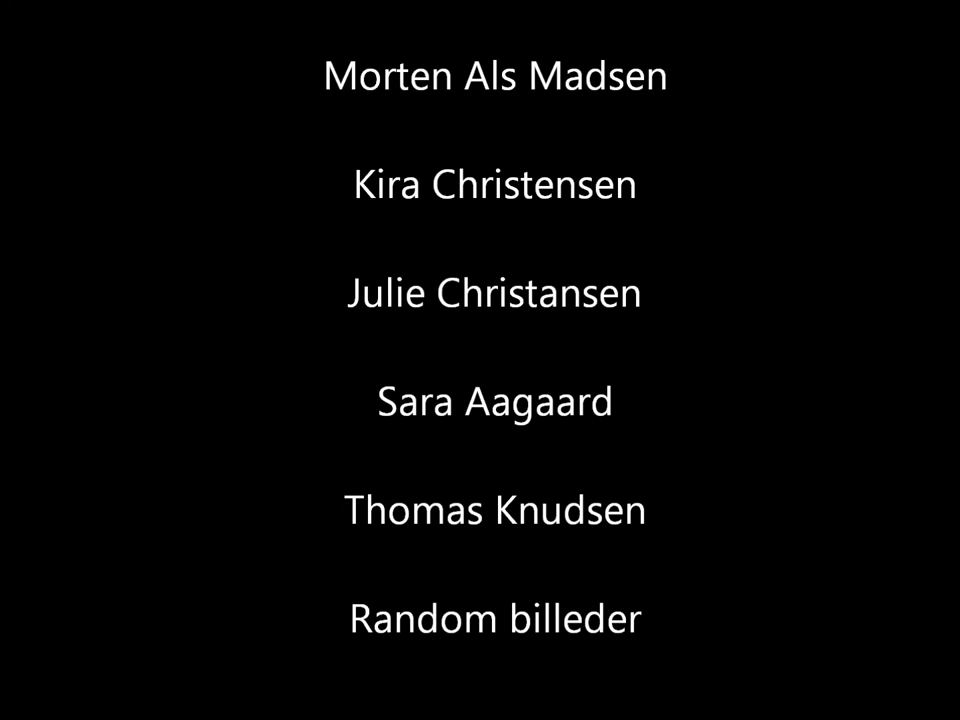 Morten Als Madsen
Kira Christensen
Julie Christansen
Sara Aagaard
Thomas Knudsen
Random billeder